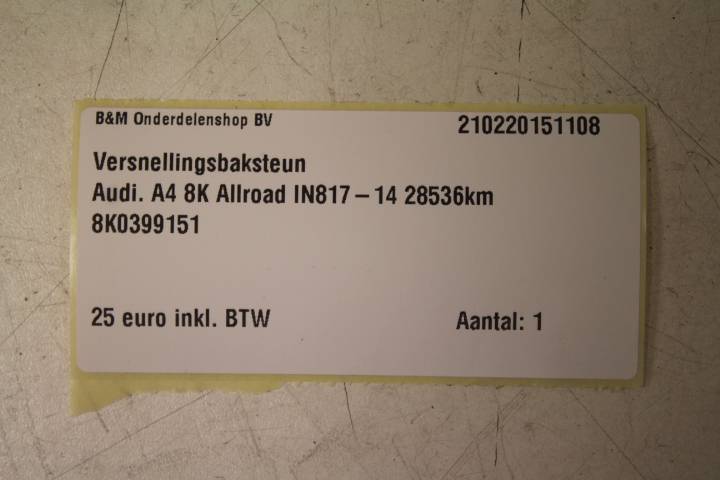 B&M Onderdelenshop BV 210220151108
Versnellingsbaksteun
Audi. A4 8K Allroad IN817-14 28536km
8K0399151
25 euro inkl. BTW Aantal: 1